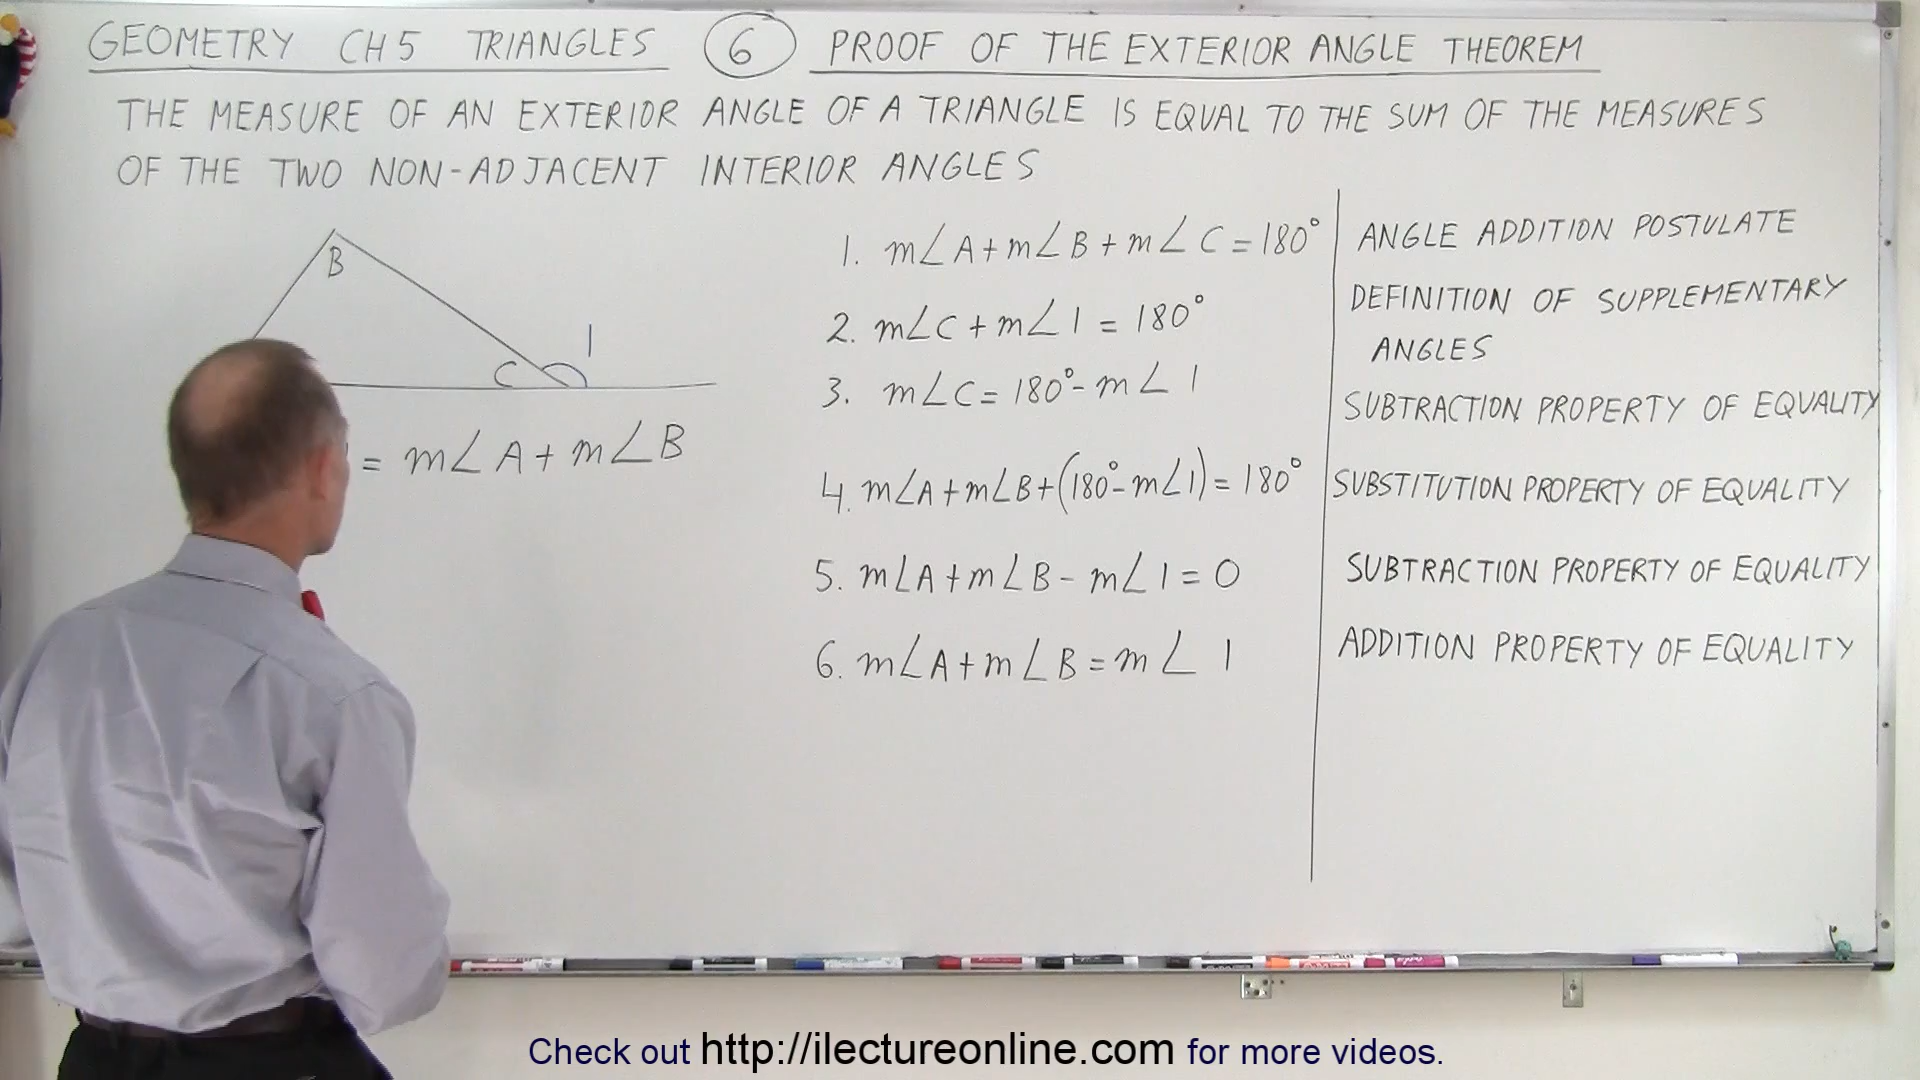 GEOMETRY CH 5 TRIANGLES 6 PROOF OF THE EXTERIOR ANGLE THEOREM
THE MEASURE OF AN EXTERIOR ANGLE OF A TRIANGLE IS EQUAL TO THE SUM OF THE MEASURES
OF THE TWO NON-ADJACENT INTERIOR ANGLES
B
C
1
= m∠A + m∠B
1. m∠A + m∠B + m∠C = 180° ANGLE ADDITION POSTULATE
2. m∠C + m∠1 = 180° DEFINITION OF SUPPLEMENTARY
ANGLES
3. m∠C = 180° - m∠1 SUBTRACTION PROPERTY OF EQUALITY
4. m∠A + m∠B + (180° - m∠1) = 180° SUBSTITUTION PROPERTY OF EQUALITY
5. m∠A + m∠B - m∠1 = 0 SUBTRACTION PROPERTY OF EQUALITY
6. m∠A + m∠B = m∠1 ADDITION PROPERTY OF EQUALITY
Check out http://ilectureonline.com for more videos.